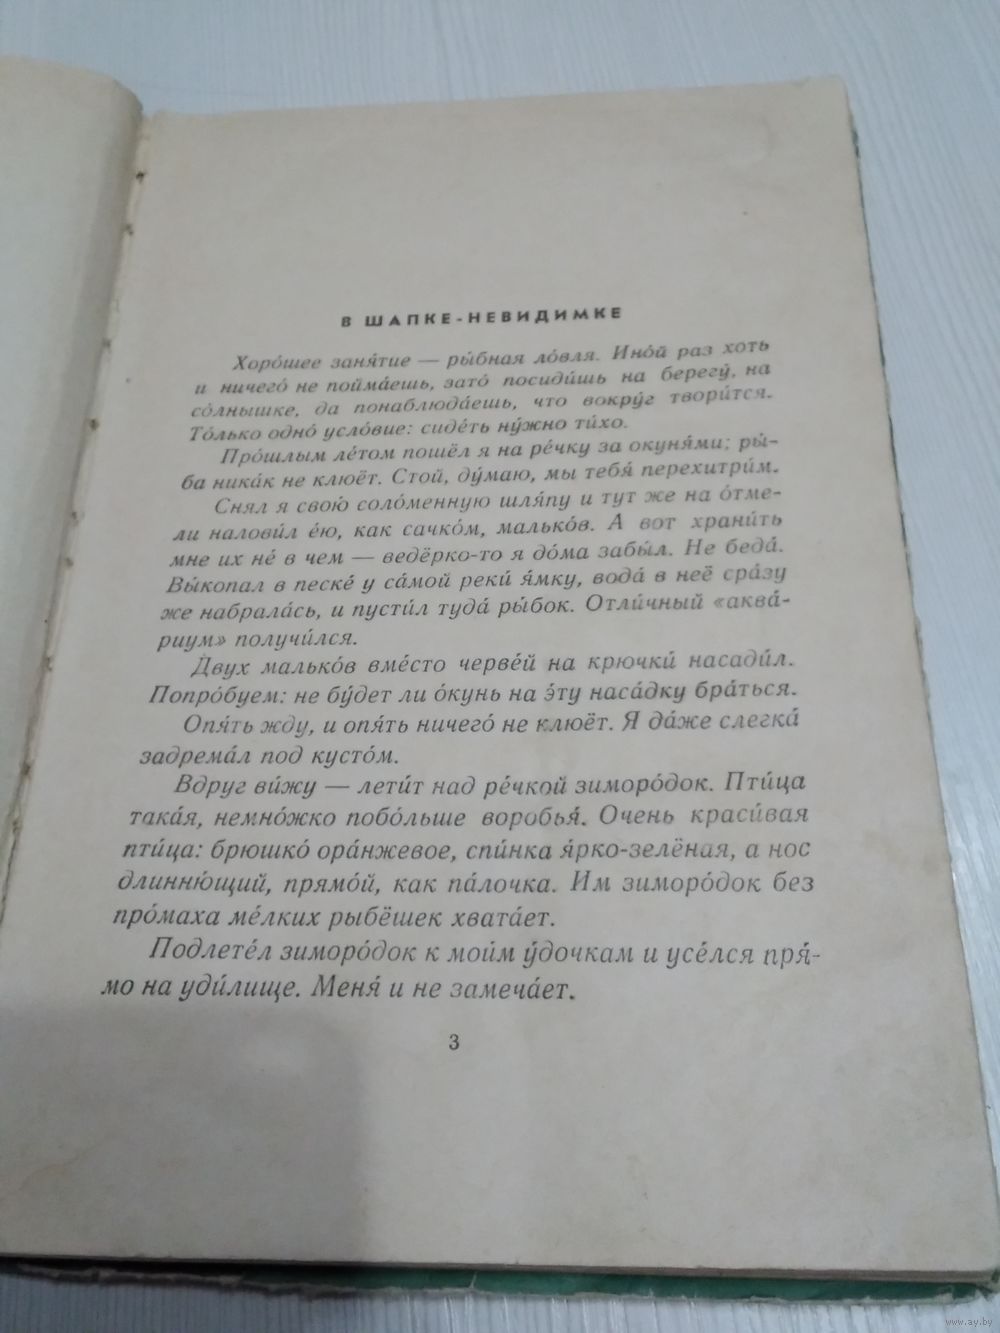 В ШАПКЕ-НЕВИДИМКЕ
Хоро́шее заня́тие — ры́бная ло́вля. Ино́й раз хоть
и ничего́ не пойма́ешь, зато́ посиди́шь на берегу́, на
со́лнышке, да понаблюда́ешь, что вокру́г твори́тся.
То́лько одно́ усло́вие: сиде́ть ну́жно ти́хо.
Про́шлым ле́том пошёл я на ре́чку за окуня́ми; ры́-
ба ника́к не клюёт. Стой, ду́маю, мы тебя́ перехитри́м.
Снял я свою́ соло́менную шля́пу и тут же на о́тме-
ли налови́л е́ю, как сачко́м, малько́в. А вот храни́ть
мне их не́ в чем — ведёрко-то я до́ма забы́л. Не беда́.
Вы́копал в песке́ у са́мой реки́ я́мку, вода́ в неё сра́зу
же набрала́сь, и пусти́л туда́ ры́бок. Отли́чный «аква́-
риум» получи́лся.
Двух малько́в вме́сто черве́й на крючки́ насади́л.
Попро́буем: не бу́дет ли о́кунь на э́ту наса́дку бра́ться.
Опя́ть жду, и опя́ть ничего́ не клюёт. Я да́же слегка́
задрема́л под кусто́м.
Вдруг ви́жу — лети́т над ре́чкой зиморо́док. Пти́ца
така́я, немно́жко побо́льше воробья́. Очень краси́вая
пти́ца: брюшко́ ора́нжевое, спи́нка я́рко-зелёная, а нос
длинню́щий, прямо́й, как па́лочка. Им зиморо́док без
про́маха ме́лких рыбёшек хвата́ет.
Подлете́л зиморо́док к мои́м у́дочкам и усе́лся пря́-
мо на уди́лище. Меня́ и не замеча́ет.
3
www.ay.by